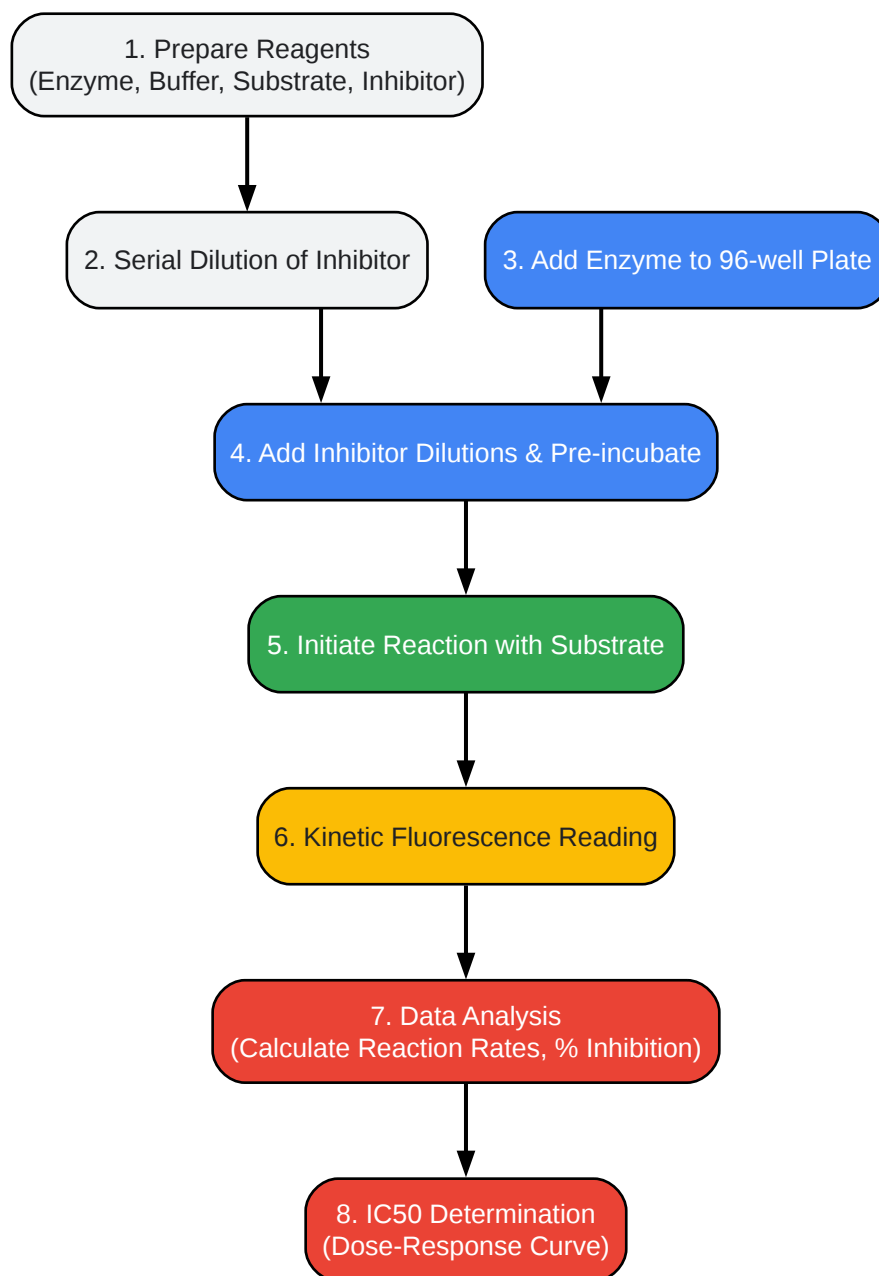 1. Prepare Reagents
(Enzyme, Buffer, Substrate, Inhibitor)
2. Serial Dilution of Inhibitor
3. Add Enzyme to 96-well Plate
4. Add Inhibitor Dilutions & Pre-incubate
5. Initiate Reaction with Substrate
6. Kinetic Fluorescence Reading
7. Data Analysis
(Calculate Reaction Rates, % Inhibition)
8. IC50 Determination
(Dose-Response Curve)